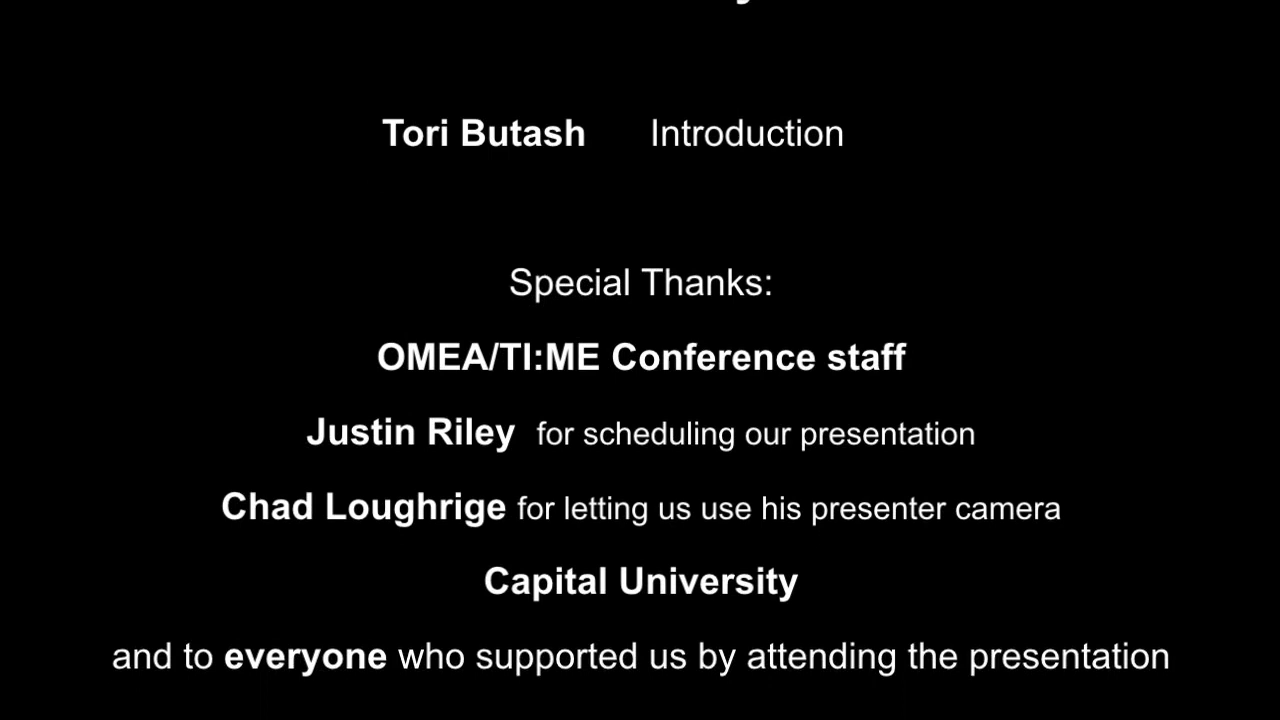 Tori Butash Introduction
Special Thanks:
OMEA/TI:ME Conference staff
Justin Riley for scheduling our presentation
Chad Loughrige for letting us use his presenter camera
Capital University
and to everyone who supported us by attending the presentation